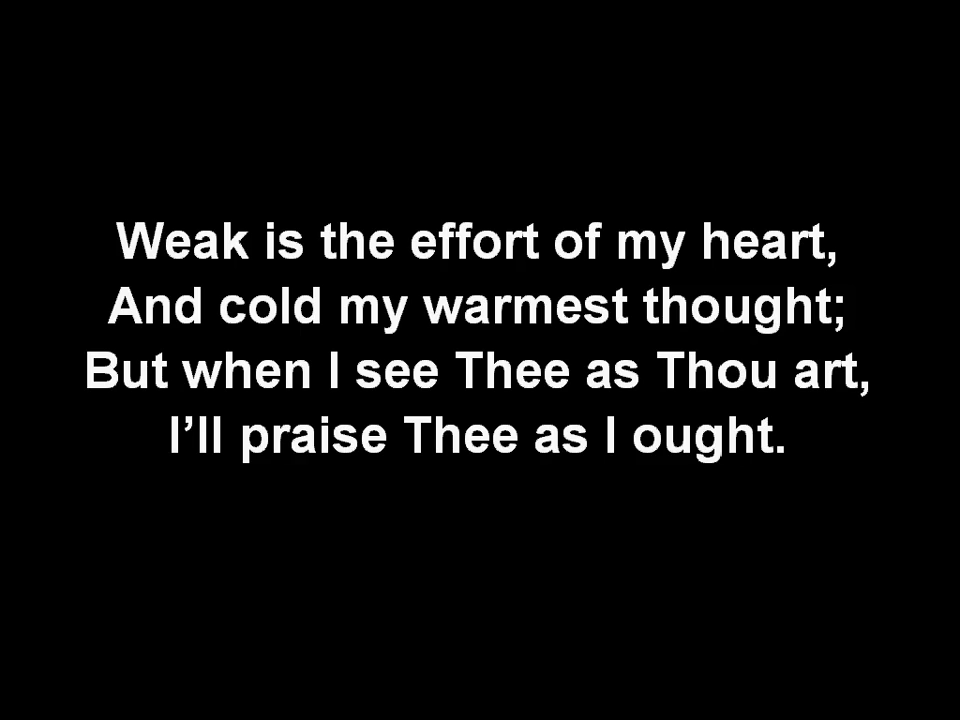 Weak is the effort of my heart,
And cold my warmest thought;
But when I see Thee as Thou art,
I’ll praise Thee as I ought.